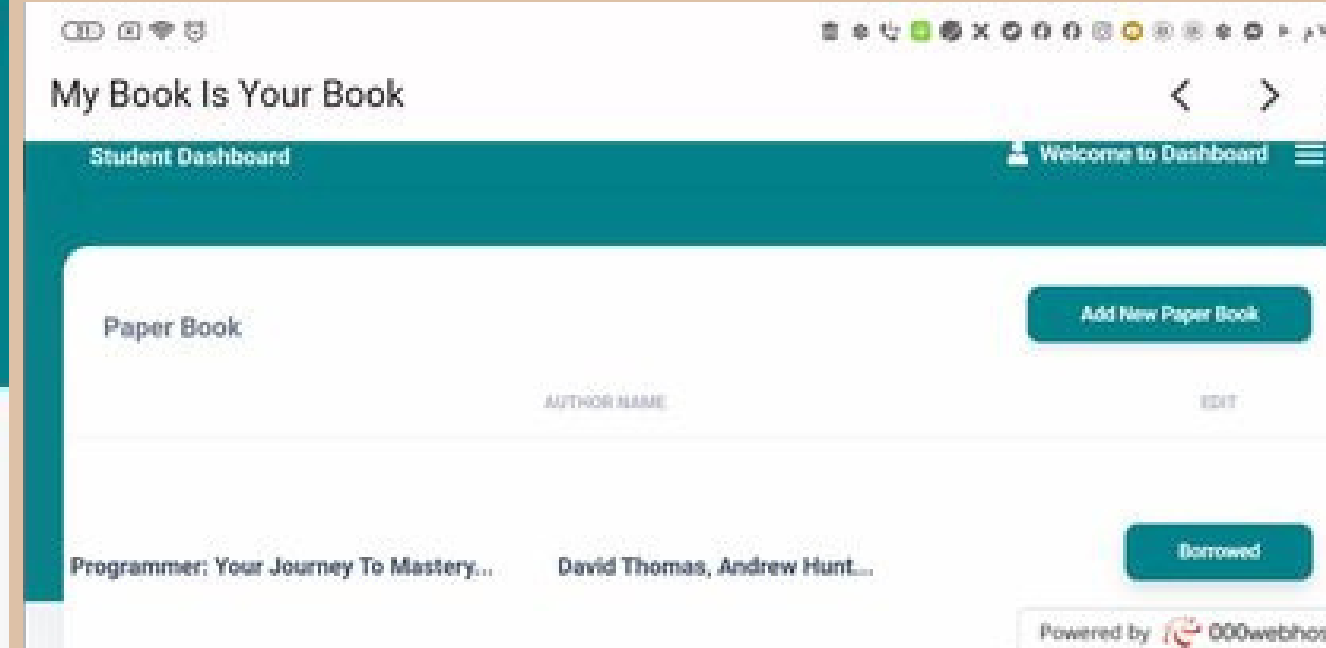 My Book Is Your Book
Student Dashboard
Welcome to Dashboard
Paper Book
Add New Paper Book
AUTHOR NAME
EDIT
Programmer: Your Journey To Mastery...
David Thomas, Andrew Hunt...
Borrowed
Powered by 000webhos